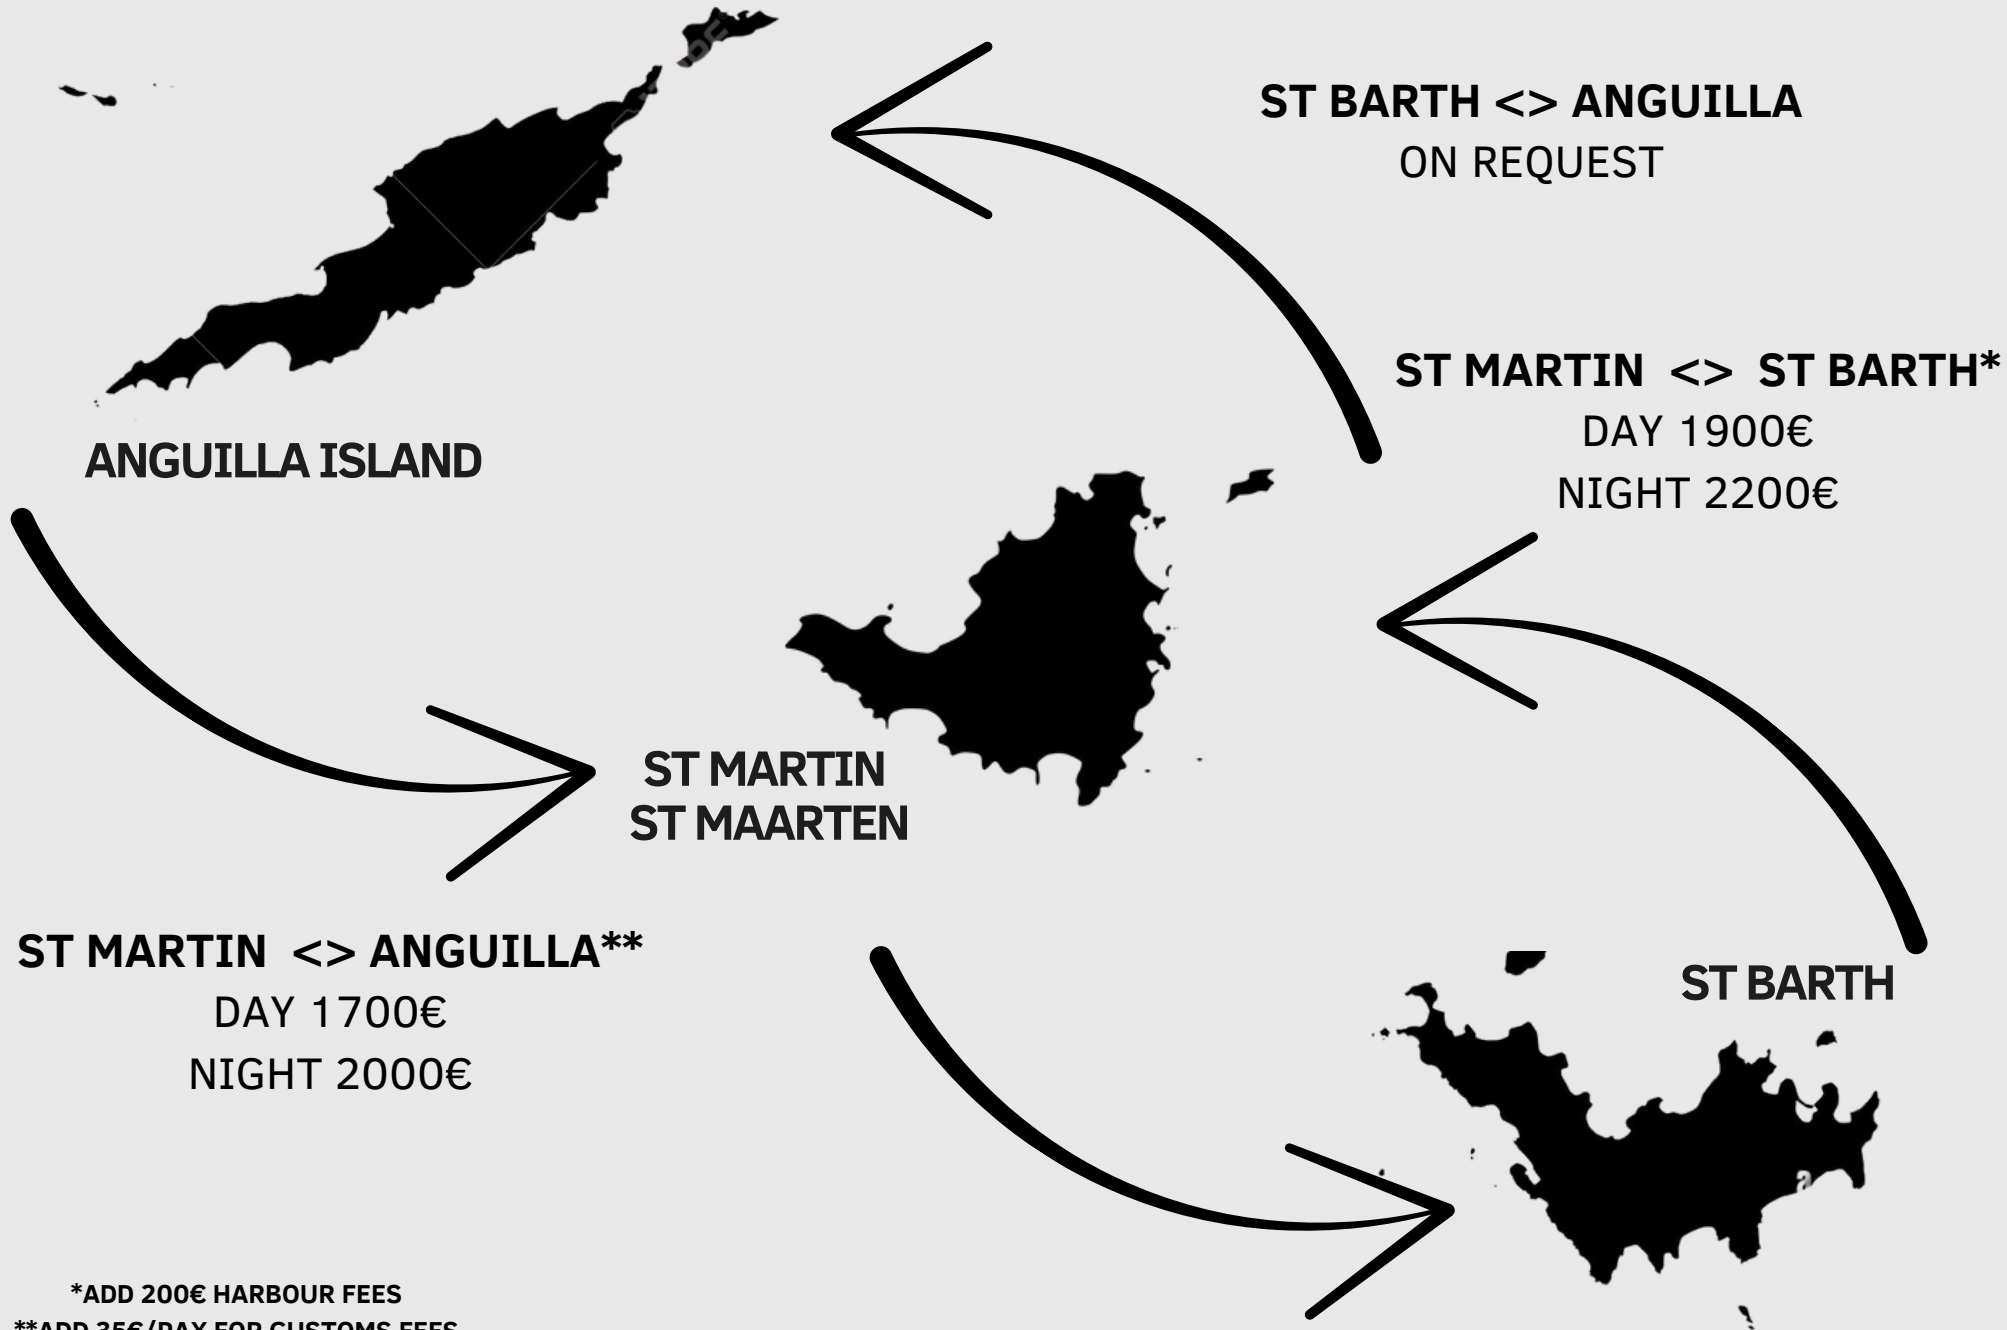 ST BARTH <> ANGUILLA
ON REQUEST
ST MARTIN <> ST BARTH*
DAY 1900€
NIGHT 2200€
ANGUILLA ISLAND
ST MARTIN
ST MAARTEN
ST MARTIN <> ANGUILLA**
DAY 1700€
NIGHT 2000€
ST BARTH
a
*ADD 200€ HARBOUR FEES
**ADD 35€/PAX FOR CUSTOMS FEES